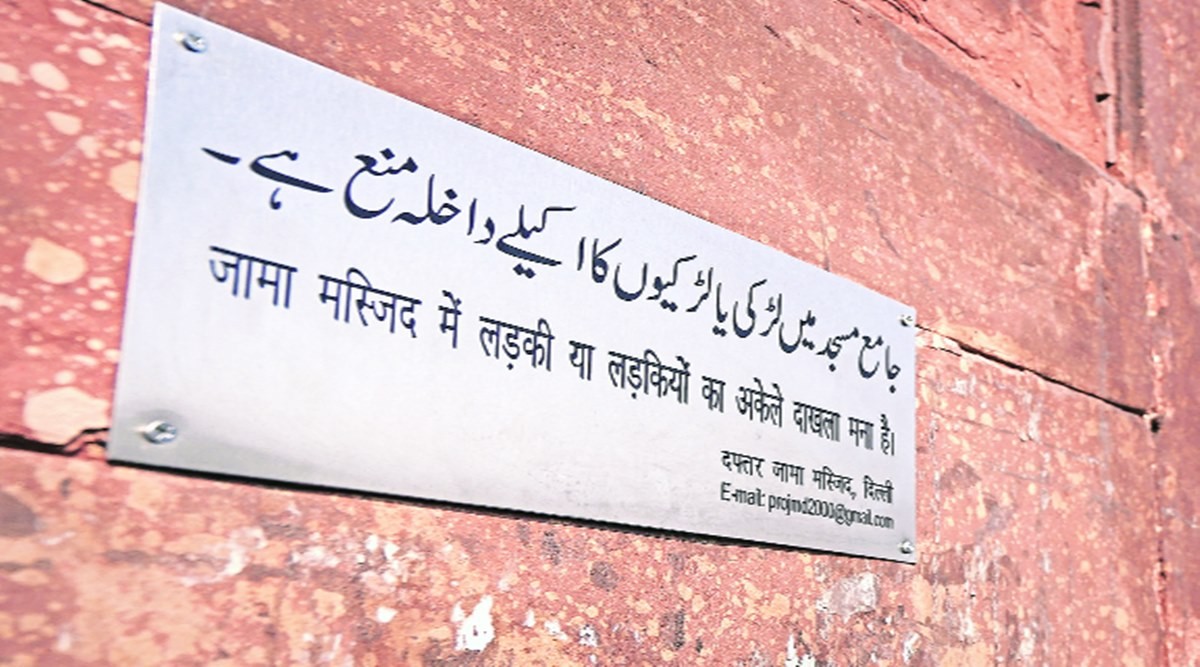 جامع مسجد میں لڑکی یا لڑکیوں کا اکیلے داخلہ منع ہے۔
जामा मस्जिद में लड़की या लड़कियों का अकेले दाखला मना है।
दफ्तर जामा मस्जिद, दिल्ली
E-mail: projmd2000@gmail.com